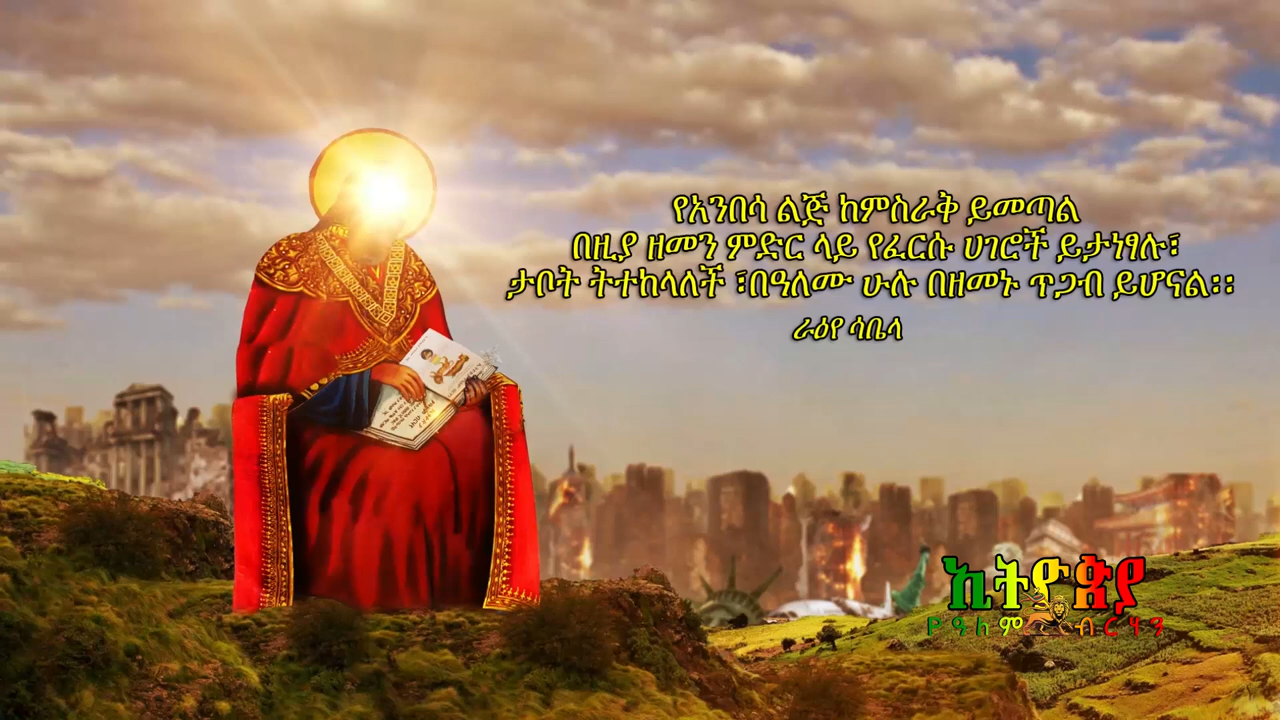 የአንበሳ ልጅ ከምስራቅ ይመጣል
በዚያ ዘመን ምድር ላይ የፈርሱ ሀገሮች ይታነፃሉ፣
ታቦት ትተከላለች ፣በዓለሙ ሁሉ በዘመኑ ጥጋብ ይሆናል፡፡
ራዕየ ሳቤላ
ኢትዮጵያ
የዓለም ብርሃን